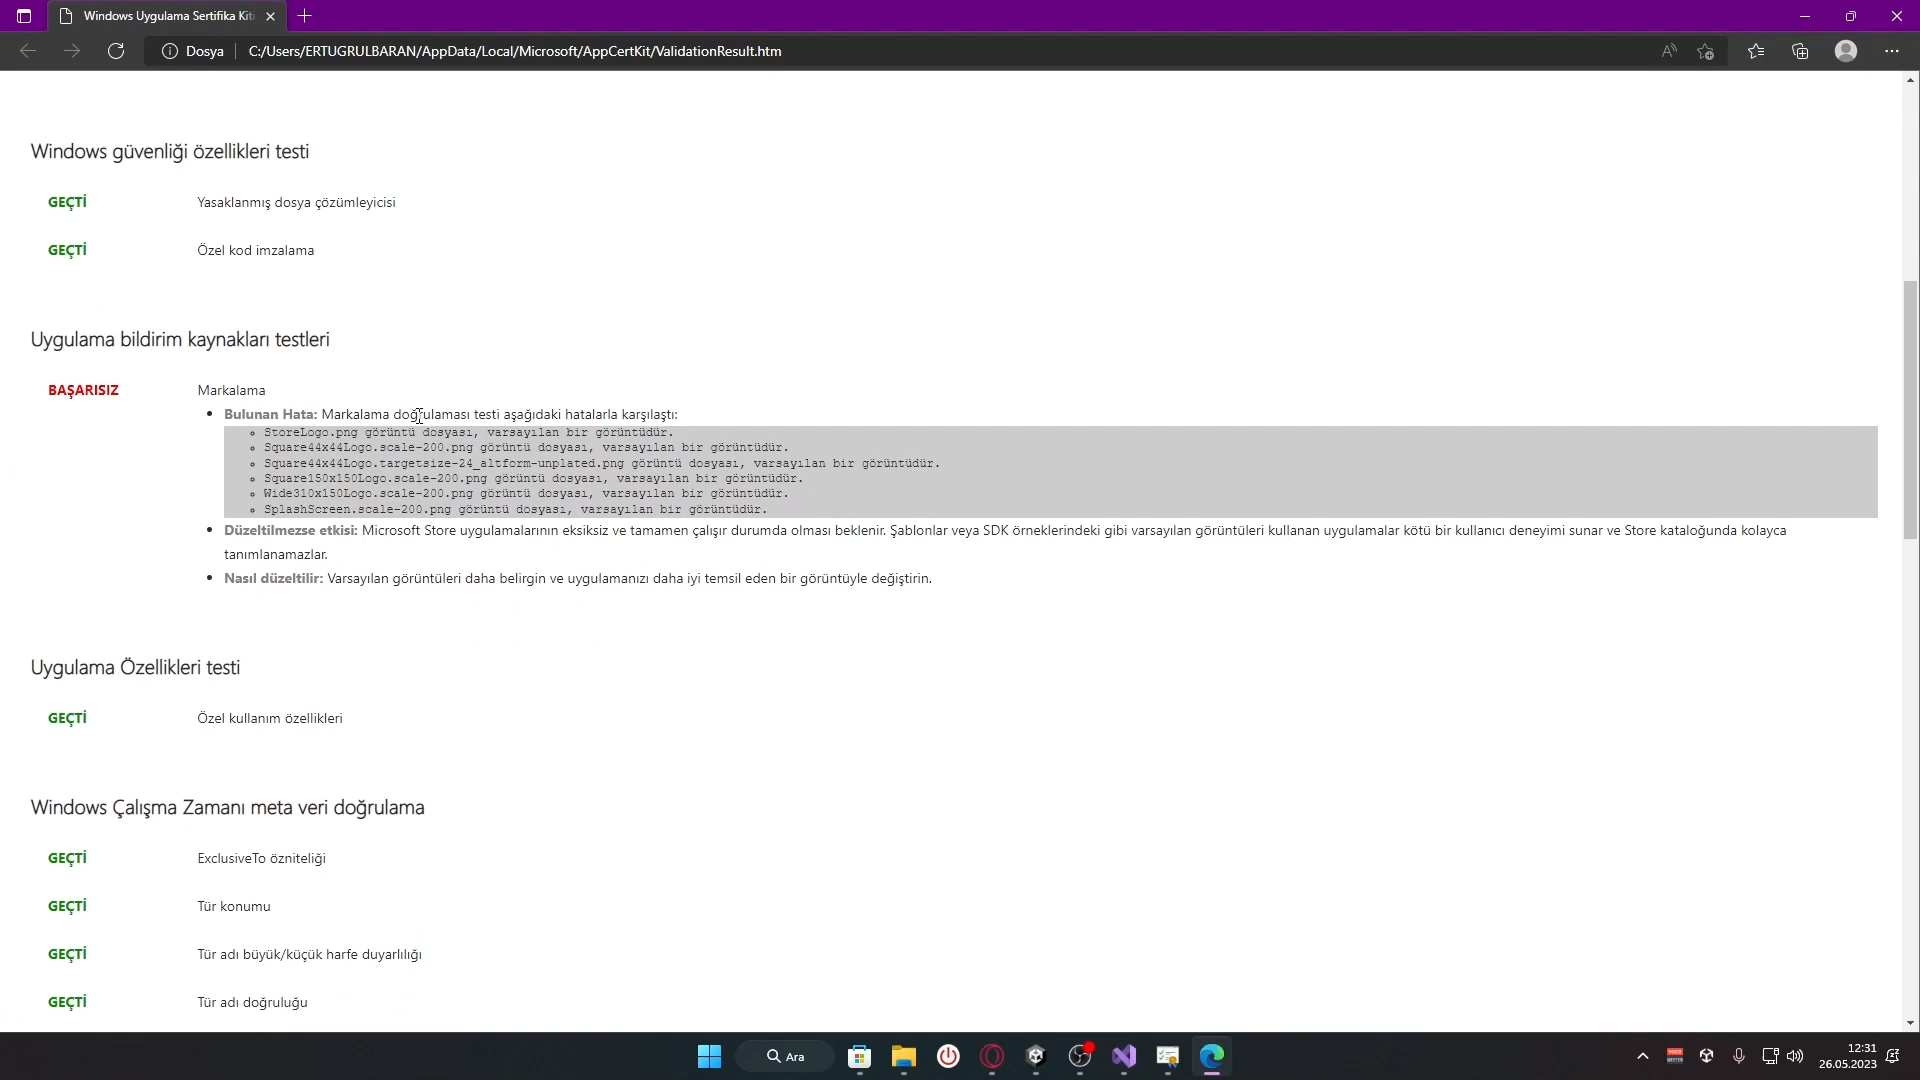 Windows Uygulama Sertifika Kiti
Dosya
C:/Users/ERTUGRULBARAN/AppData/Local/Microsoft/AppCertKit/ValidationResult.htm
Windows güvenliği özellikleri testi
GEÇTİ Yasaklanmış dosya çözümleyicisi
GEÇTİ Özel kod imzalama
Uygulama bildirim kaynakları testleri
BAŞARISIZ Markalama
Bulunan Hata: Markalama doğrulaması testi aşağıdaki hatalarla karşılaştı:
StoreLogo.png görüntü dosyası, varsayılan bir görüntüdür.
Square44x44Logo.scale-200.png görüntü dosyası, varsayılan bir görüntüdür.
Square44x44Logo.targetsize-24_altform-unplated.png görüntü dosyası, varsayılan bir görüntüdür.
Square150x150Logo.scale-200.png görüntü dosyası, varsayılan bir görüntüdür.
Wide310x150Logo.scale-200.png görüntü dosyası, varsayılan bir görüntüdür.
SplashScreen.scale-200.png görüntü dosyası, varsayılan bir görüntüdür.
Düzeltilmezse etkisi: Microsoft Store uygulamalarının eksiksiz ve tamamen çalışır durumda olması beklenir. Şablonlar veya SDK örneklerindeki gibi varsayılan görüntüleri kullanan uygulamalar kötü bir kullanıcı deneyimi sunar ve Store kataloğunda kolayca
tanımlanamazlar.
Nasıl düzeltilir: Varsayılan görüntüleri daha belirgin ve uygulamanızı daha iyi temsil eden bir görüntüyle değiştirin.
Uygulama Özellikleri testi
GEÇTİ Özel kullanım özellikleri
Windows Çalışma Zamanı meta veri doğrulama
GEÇTİ ExclusiveTo özniteliği
GEÇTİ Tür konumu
GEÇTİ Tür adı büyük/küçük harfe duyarlılığı
GEÇTİ Tür adı doğruluğu
Ara
12:31
26.05.2023